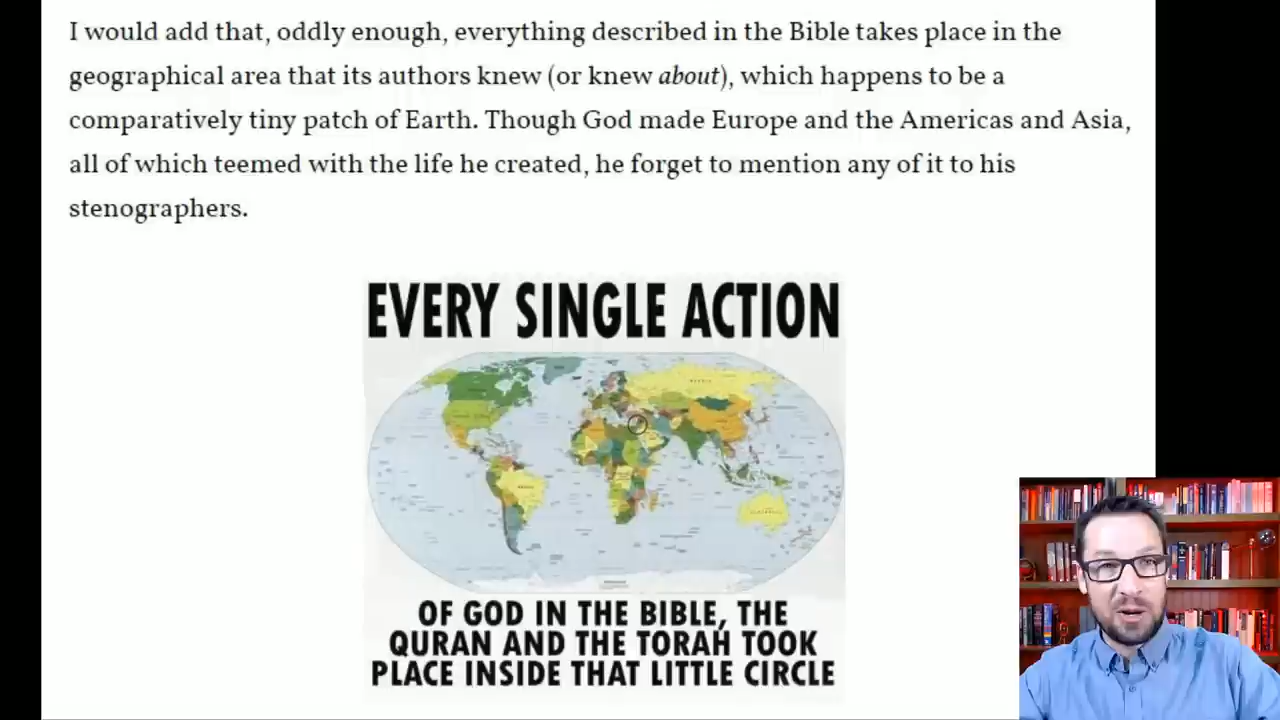 I would add that, oddly enough, everything described in the Bible takes place in the
geographical area that its authors knew (or knew about), which happens to be a
comparatively tiny patch of Earth. Though God made Europe and the Americas and Asia,
all of which teemed with the life he created, he forget to mention any of it to his
stenographers.
EVERY SINGLE ACTION
OF GOD IN THE BIBLE, THE
QURAN AND THE TORAH TOOK
PLACE INSIDE THAT LITTLE CIRCLE